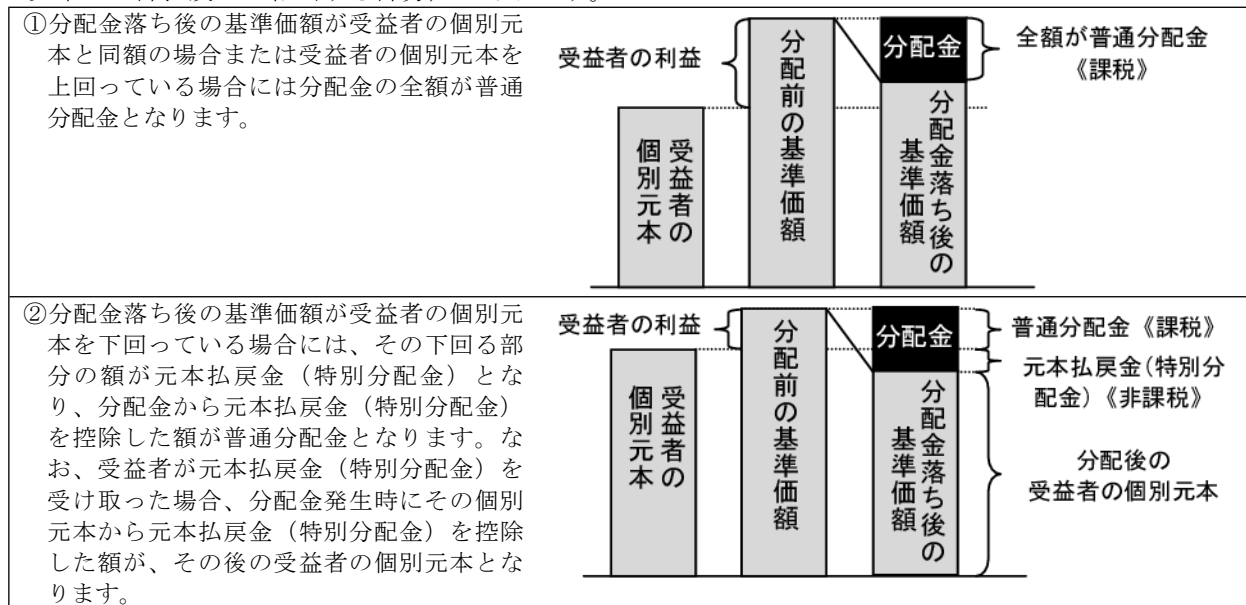 ①分配金落ち後の基準価額が受益者の個別元
本と同額の場合または受益者の個別元本を
上回っている場合には分配金の全額が普通
分配金となります。
受益者の利益
受益者の
個別元本
分配前の基準価額
分配金
分配金落ち後の
基準価額
全額が普通分配金
《課税》
②分配金落ち後の基準価額が受益者の個別元
本を下回っている場合には、その下回る部
分の額が元本払戻金（特別分配金）とな
り、分配金から元本払戻金（特別分配金）
を控除した額が普通分配金となります。な
お、受益者が元本払戻金（特別分配金）を
受け取った場合、分配金発生時にその個別
元本から元本払戻金（特別分配金）を控除
した額が、その後の受益者の個別元本とな
ります。
受益者の利益
受益者の
個別元本
分配前の基準価額
分配金
分配金落ち後の
基準価額
普通分配金《課税》
元本払戻金(特別分
配金)《非課税》
分配後の
受益者の個別元本